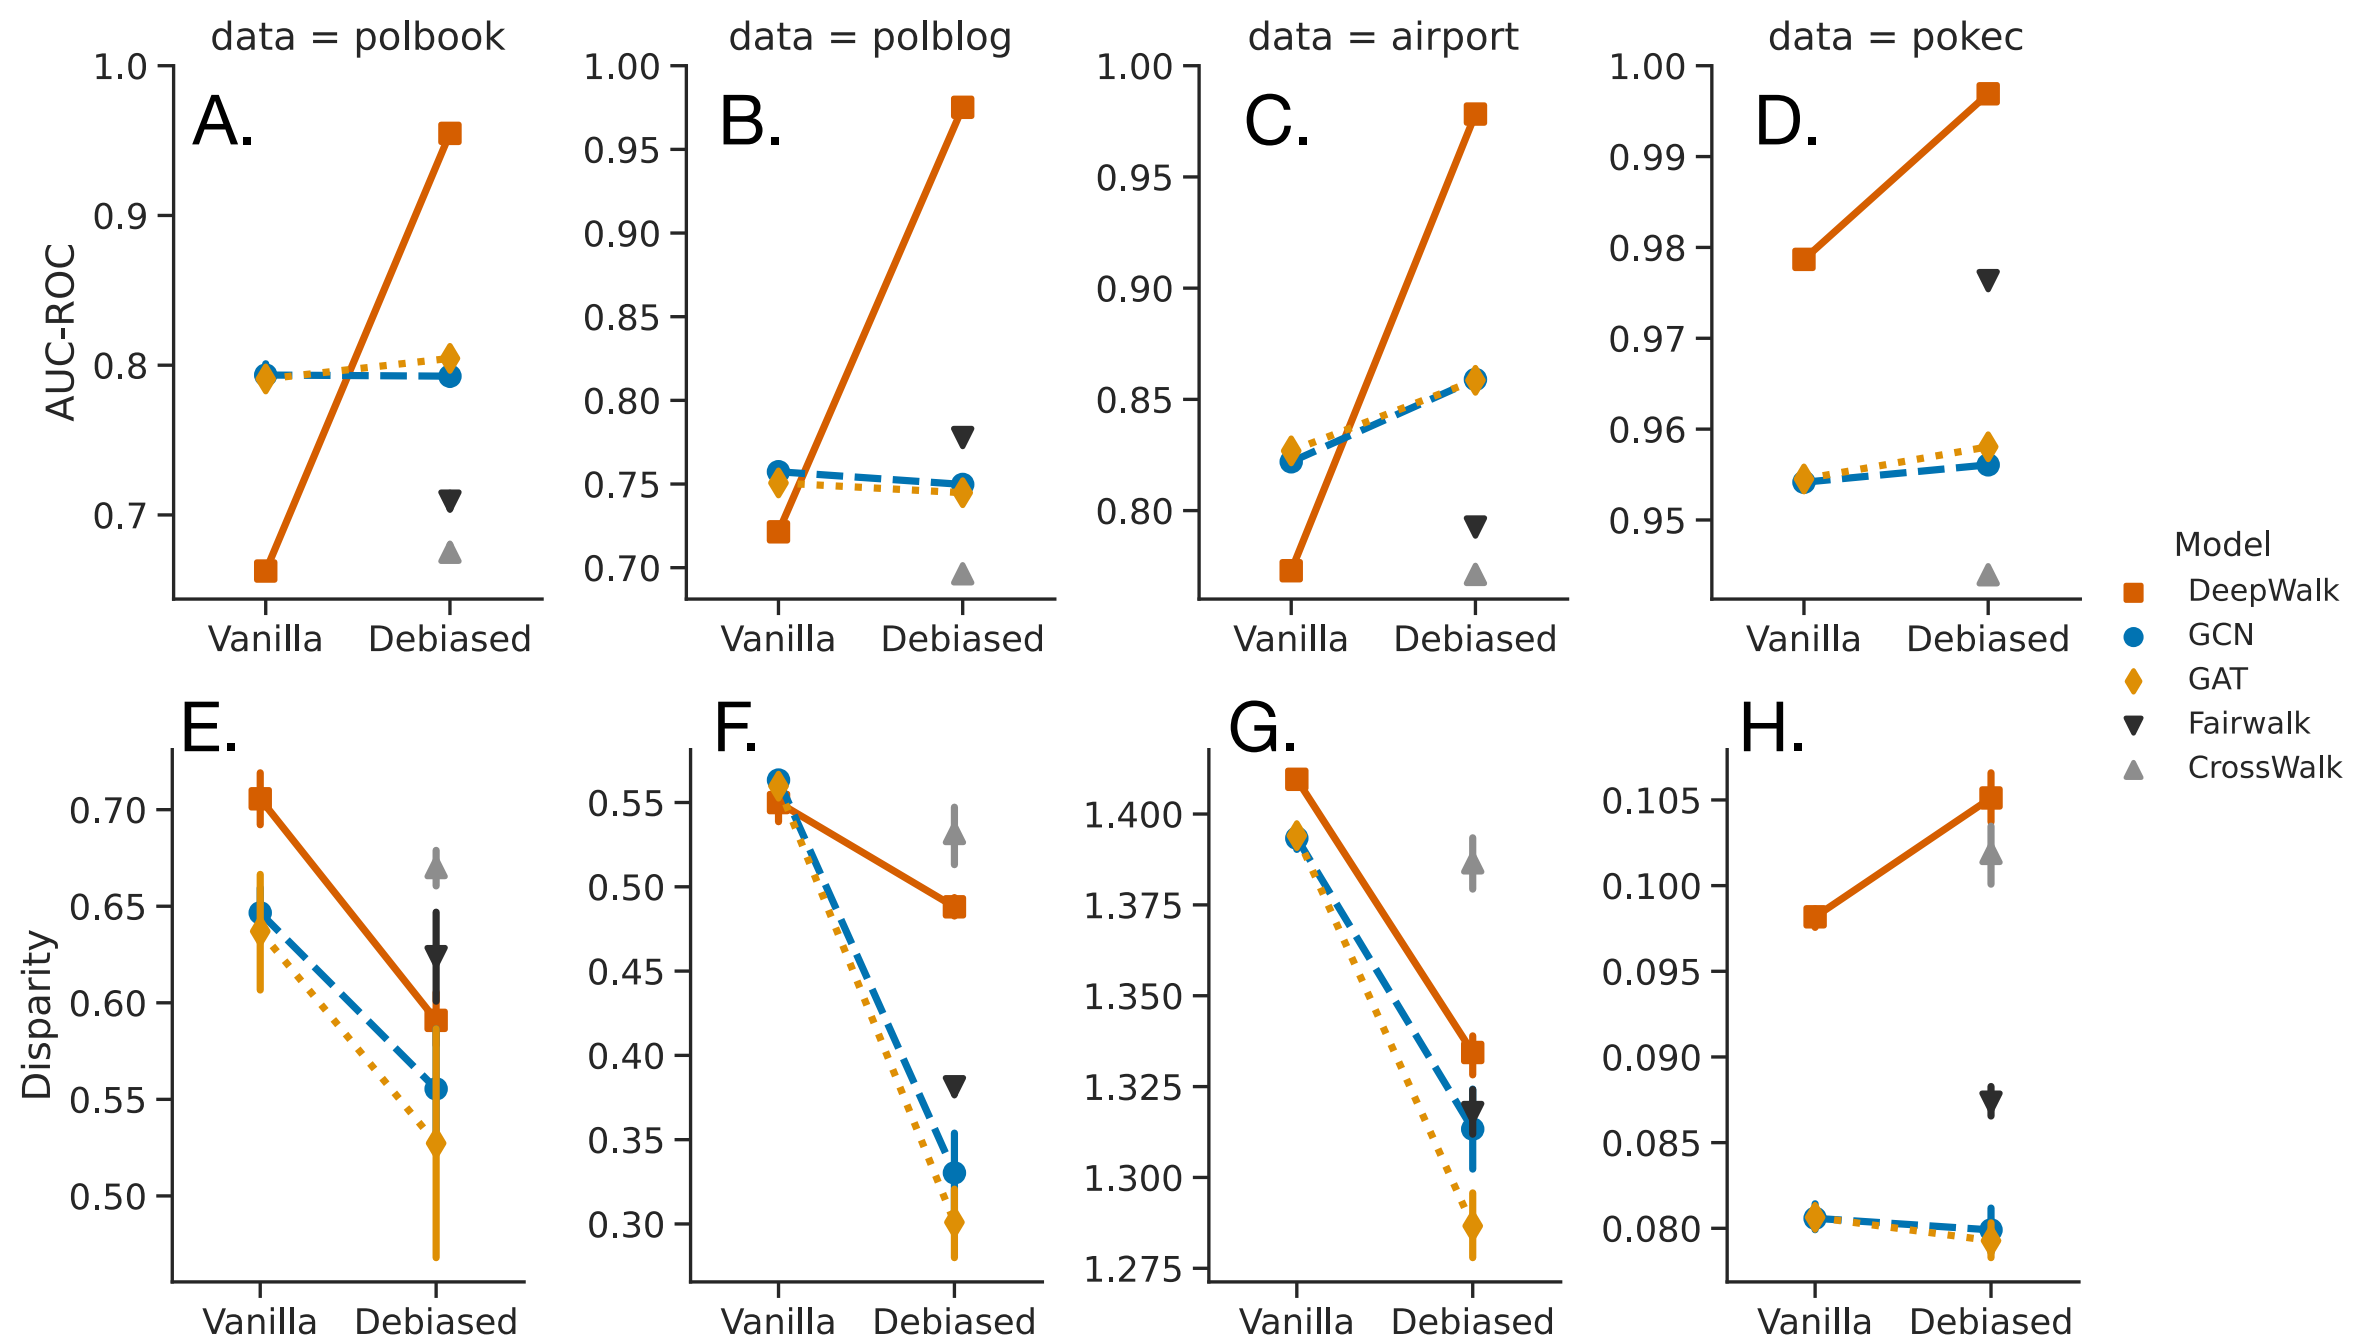 data = polbook
data = polblog
data = airport
data = pokec
A.
B.
C.
D.
AUC-ROC
1.0
0.9
0.8
0.7
1.00
0.95
0.90
0.85
0.80
0.75
0.70
1.00
0.95
0.90
0.85
0.80
1.00
0.99
0.98
0.97
0.96
0.95
Vanilla Debiased
Vanilla Debiased
Vanilla Debiased
Vanilla Debiased
Model
DeepWalk
GCN
GAT
Fairwalk
CrossWalk
E.
F.
G.
H.
Disparity
0.70
0.65
0.60
0.55
0.50
0.55
0.50
0.45
0.40
0.35
0.30
1.400
1.375
1.350
1.325
1.300
1.275
0.105
0.100
0.095
0.090
0.085
0.080
Vanilla Debiased
Vanilla Debiased
Vanilla Debiased
Vanilla Debiased